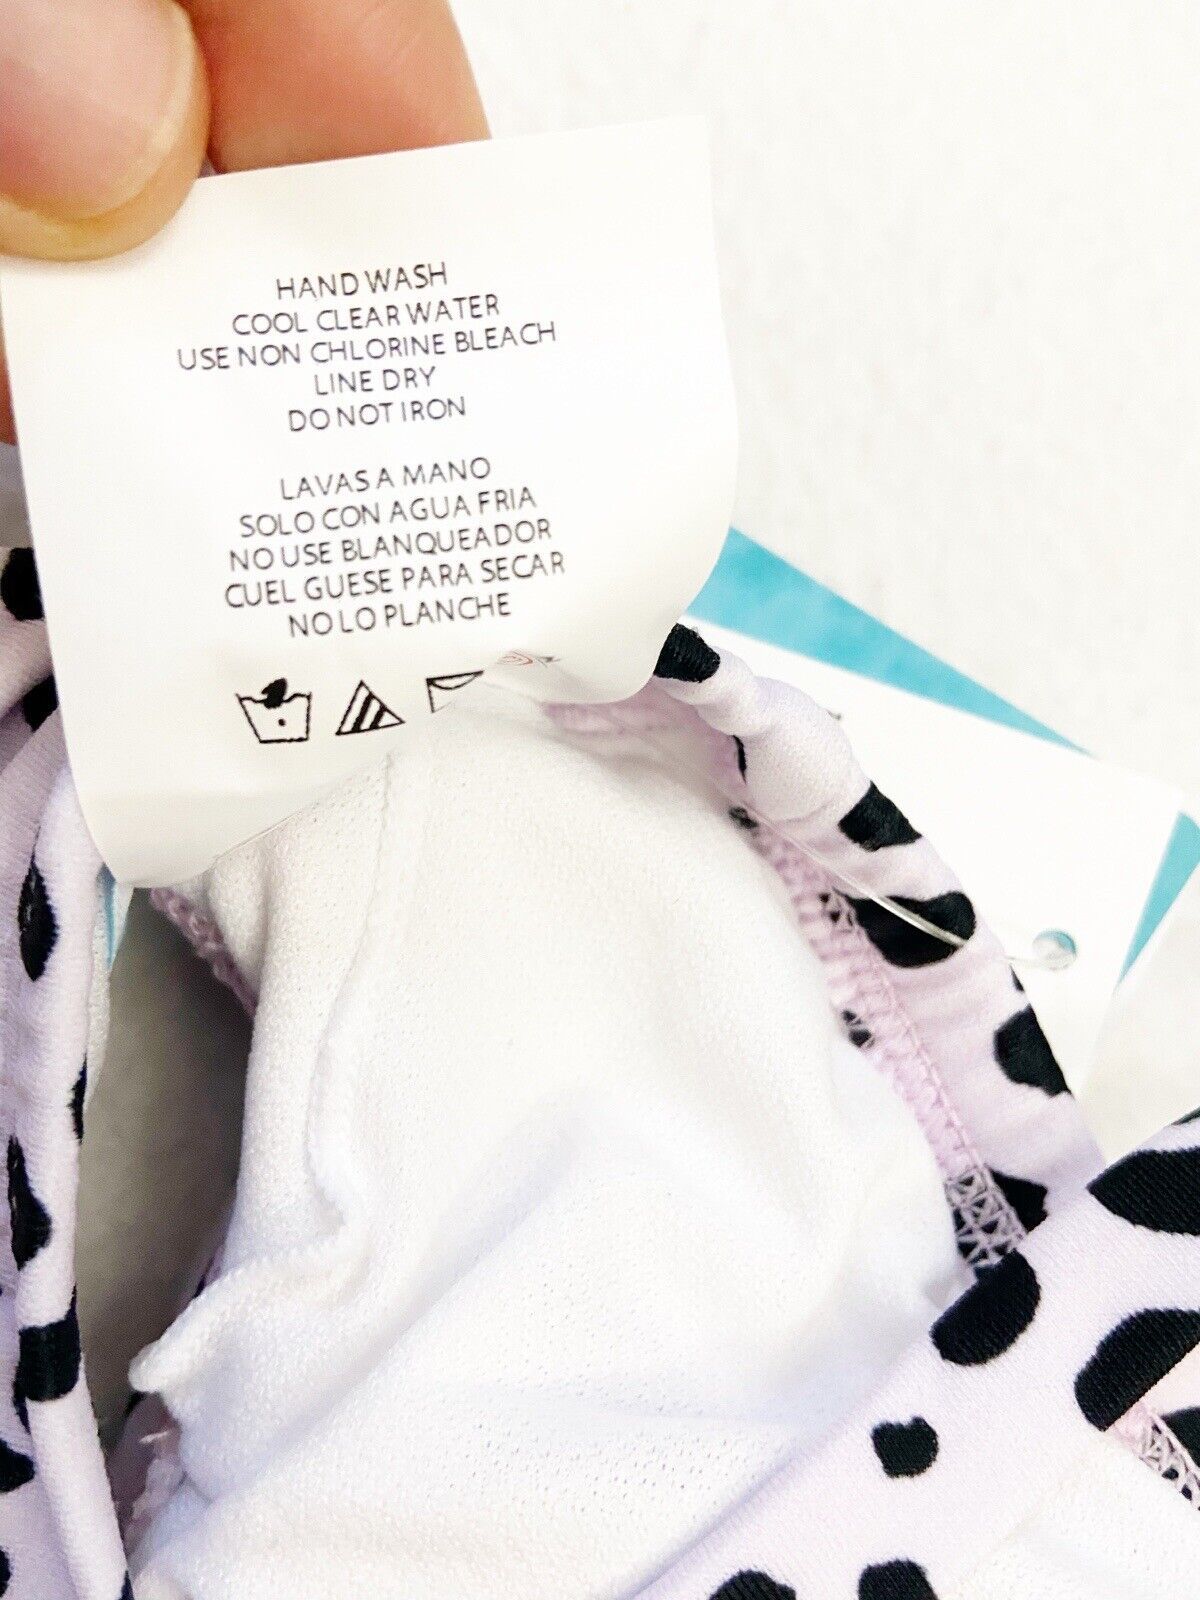 HAND WASH
COOL CLEAR WATER
USE NON CHLORINE BLEACH
LINE DRY
DO NOT IRON
LAVAS A MANO
SOLO CON AGUA FRIA
NO USE BLANQUEADOR
CUEL GUESE PARA SECAR
NO LO PLANCHE